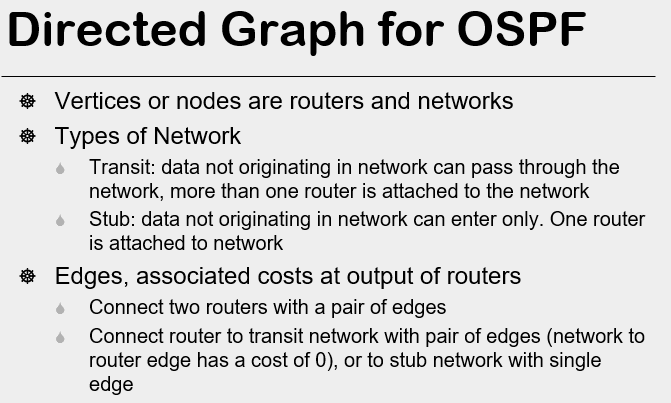 Directed Graph for OSPF
Vertices or nodes are routers and networks
Types of Network
Transit: data not originating in network can pass through the
network, more than one router is attached to the network
Stub: data not originating in network can enter only. One router
is attached to network
Edges, associated costs at output of routers
Connect two routers with a pair of edges
Connect router to transit network with pair of edges (network to
router edge has a cost of 0), or to stub network with single
edge